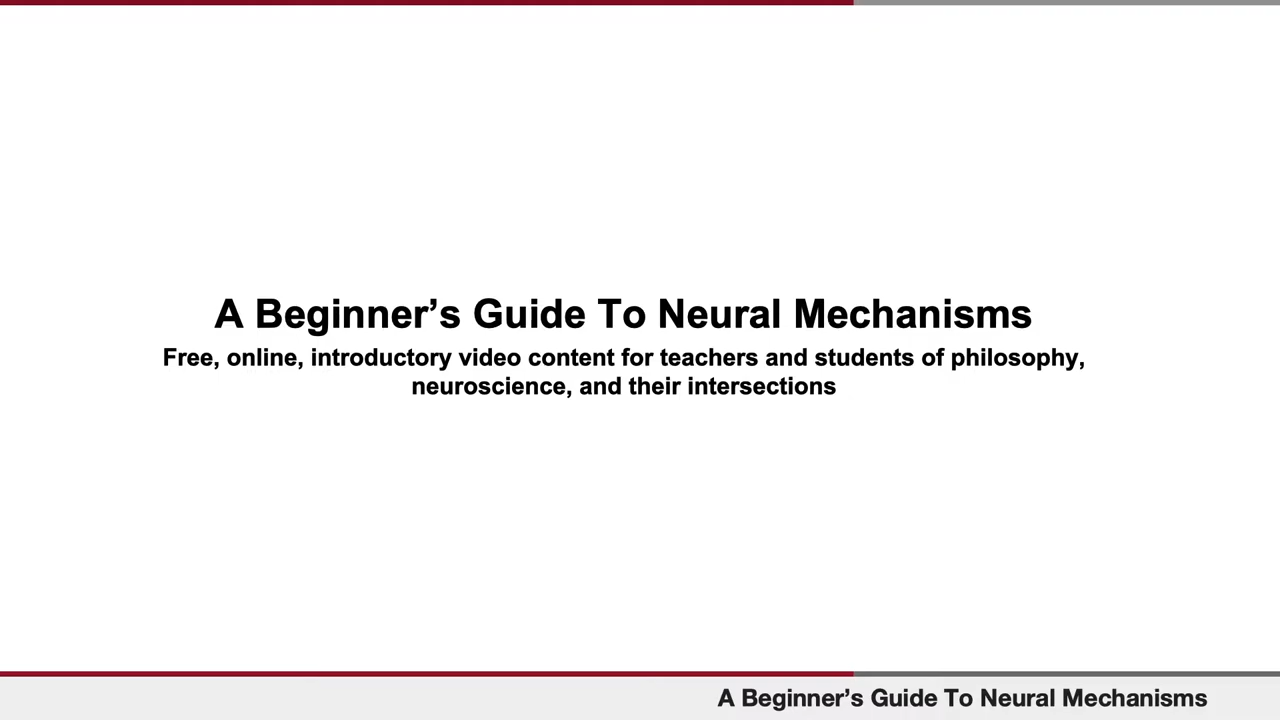 A Beginner’s Guide To Neural Mechanisms
Free, online, introductory video content for teachers and students of philosophy,
neuroscience, and their intersections
A Beginner’s Guide To Neural Mechanisms